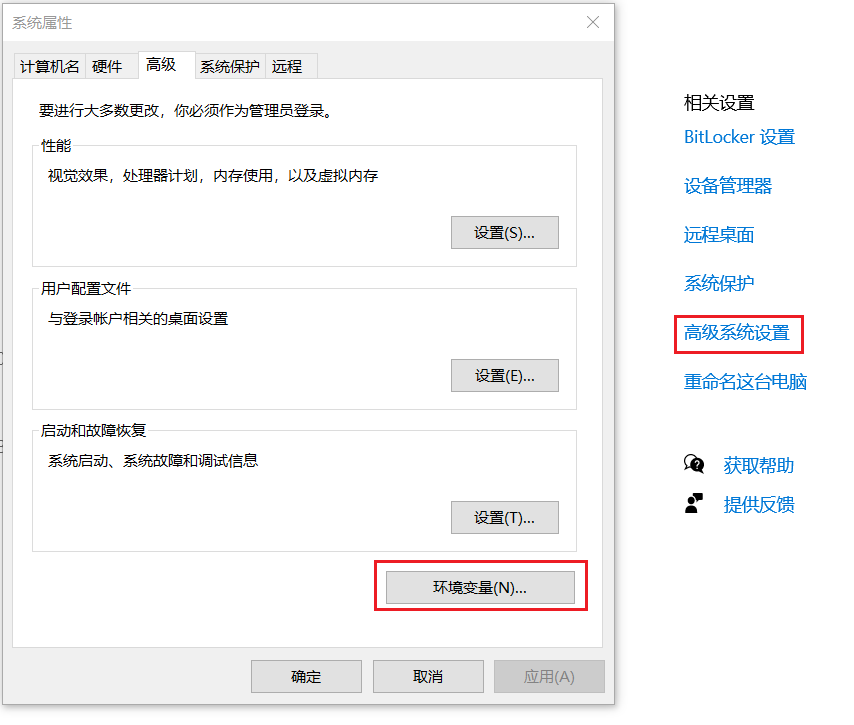 系统属性
计算机名 硬件 高级 系统保护 远程
要进行大多数更改，你必须作为管理员登录。
性能
视觉效果，处理器计划，内存使用，以及虚拟内存
设置(S)...
用户配置文件
与登录帐户相关的桌面设置
设置(E)...
启动和故障恢复
系统启动、系统故障和调试信息
设置(T)...
环境变量(N)...
确定 取消 应用(A)
相关设置
BitLocker 设置
设备管理器
远程桌面
系统保护
高级系统设置
重命名这台电脑
获取帮助
提供反馈